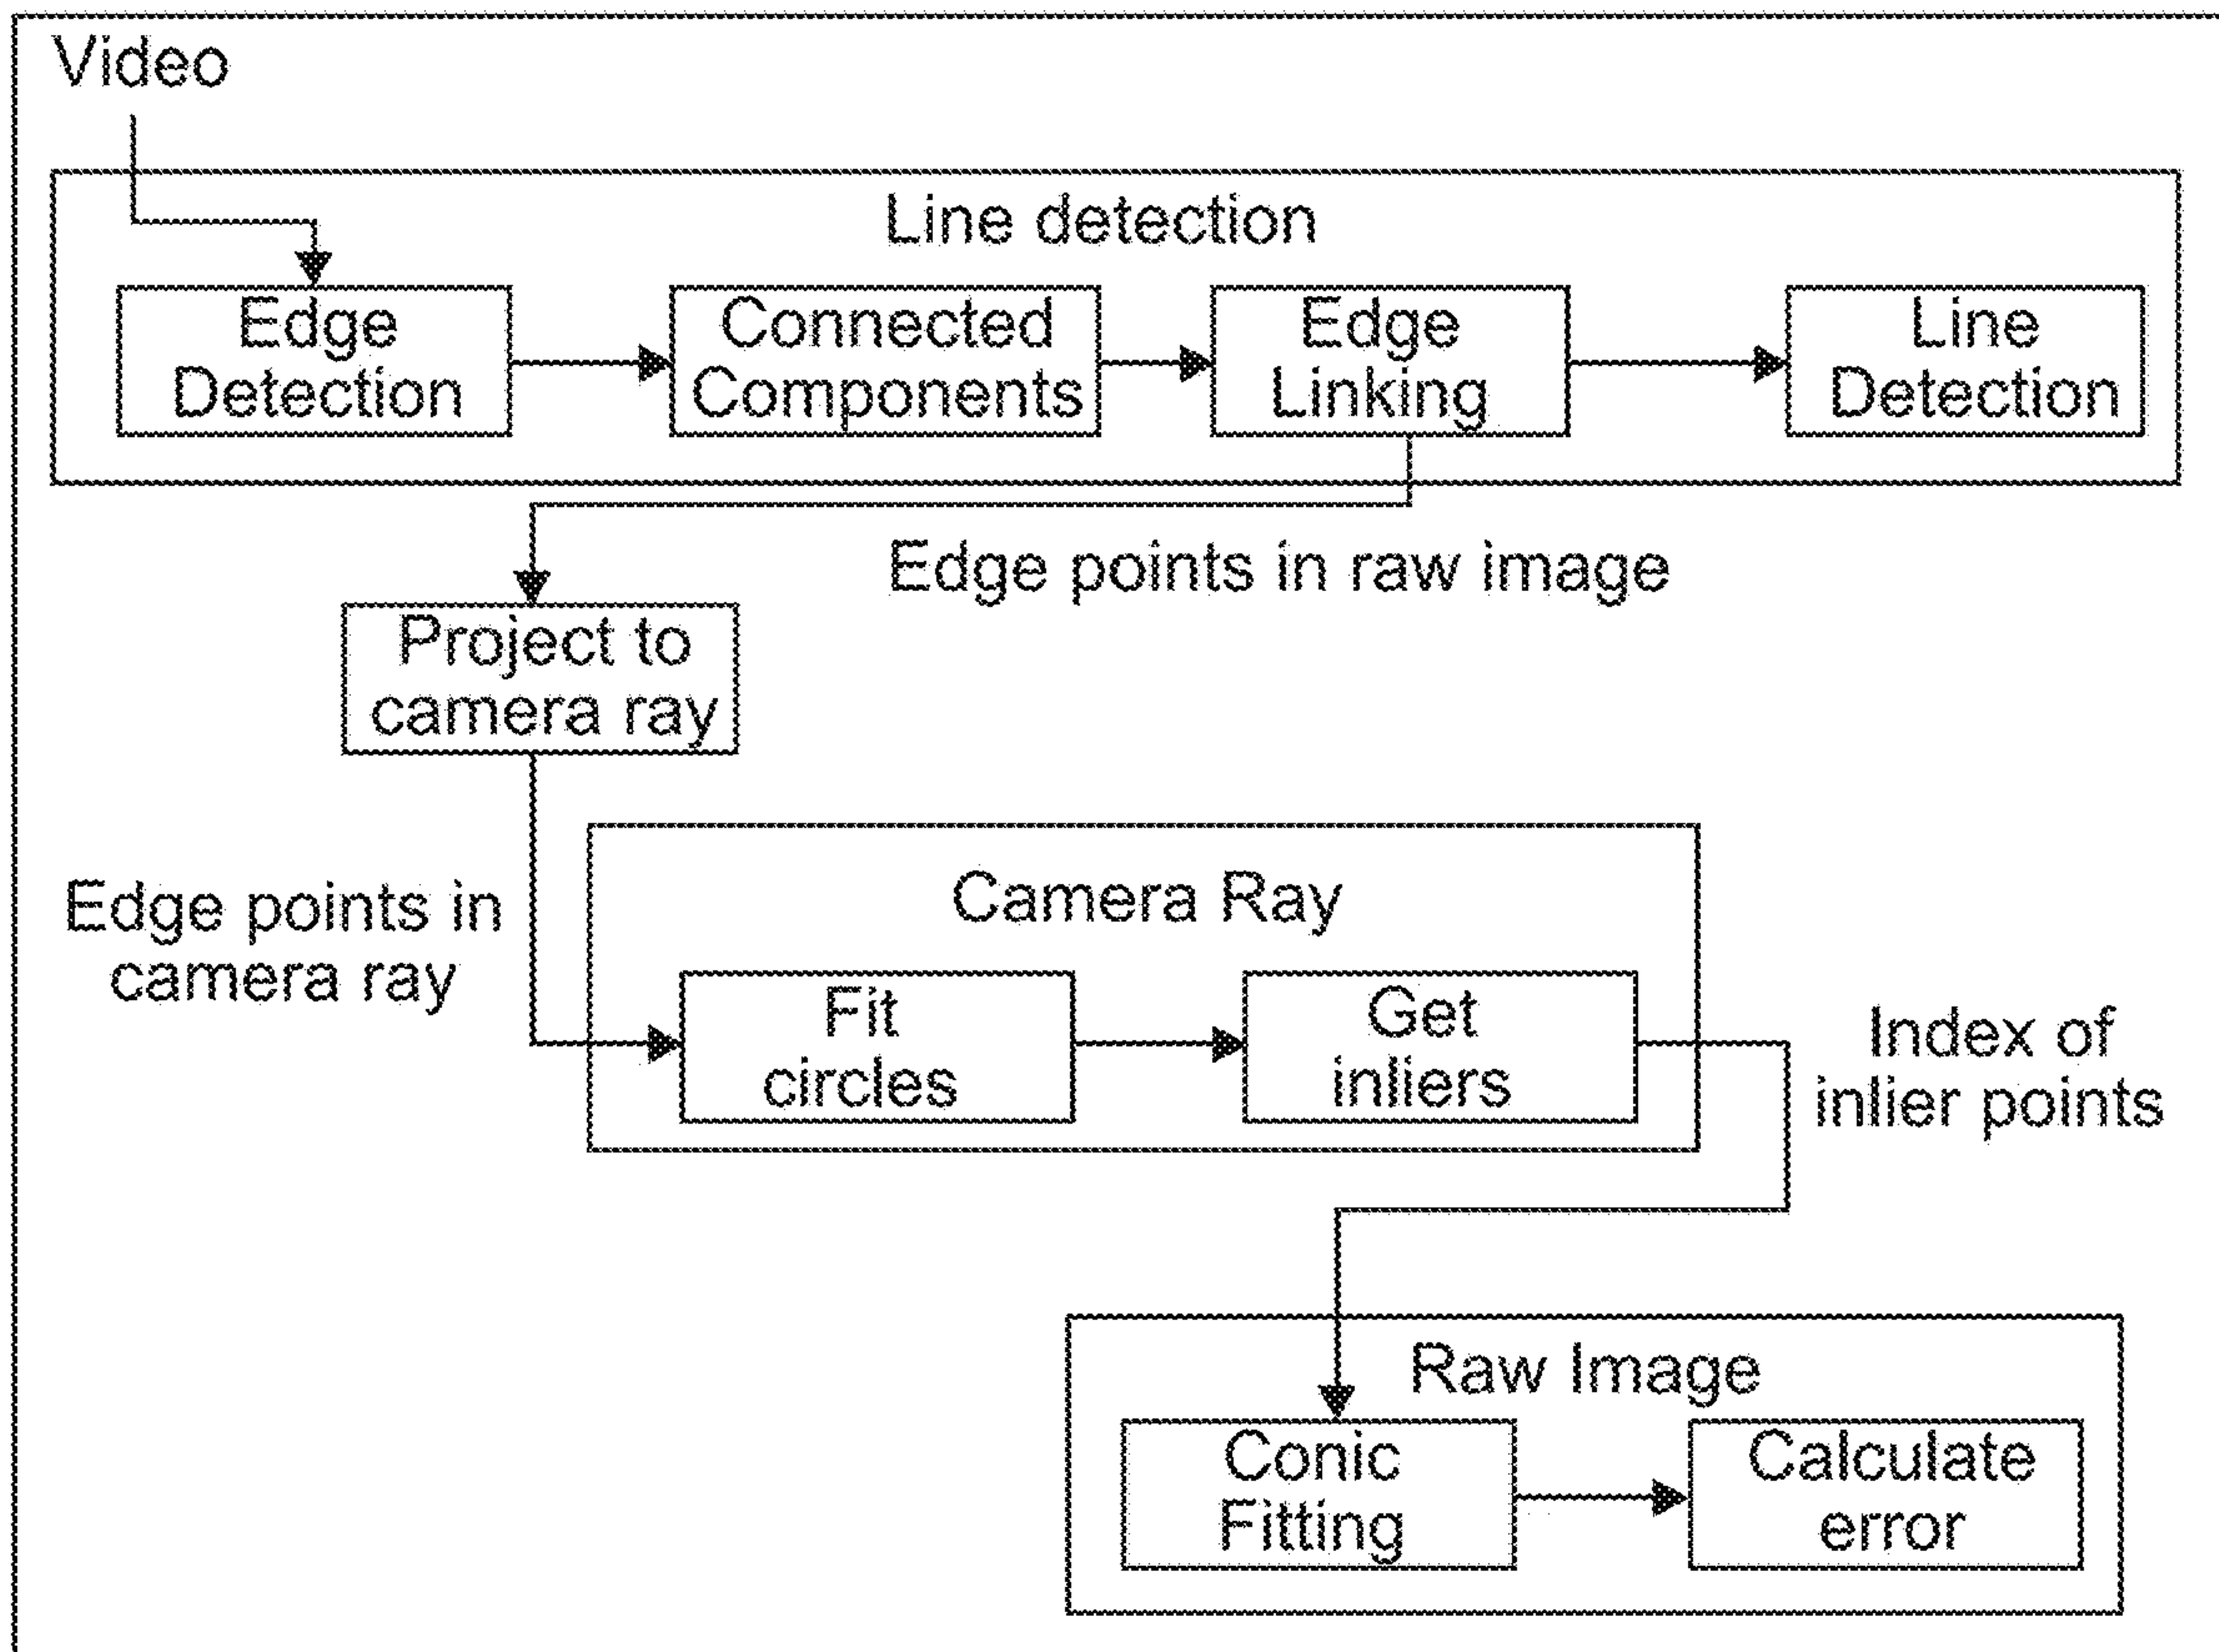 Video
Line detection
Edge
Detection
Connected
Components
Edge
Linking
Line
Detection
Edge points in raw image
Project to
camera ray
Edge points in
camera ray
Camera Ray
Fit
circles
Get
inliers
Index of
inlier points
Raw Image
Conic
Fitting
Calculate
error